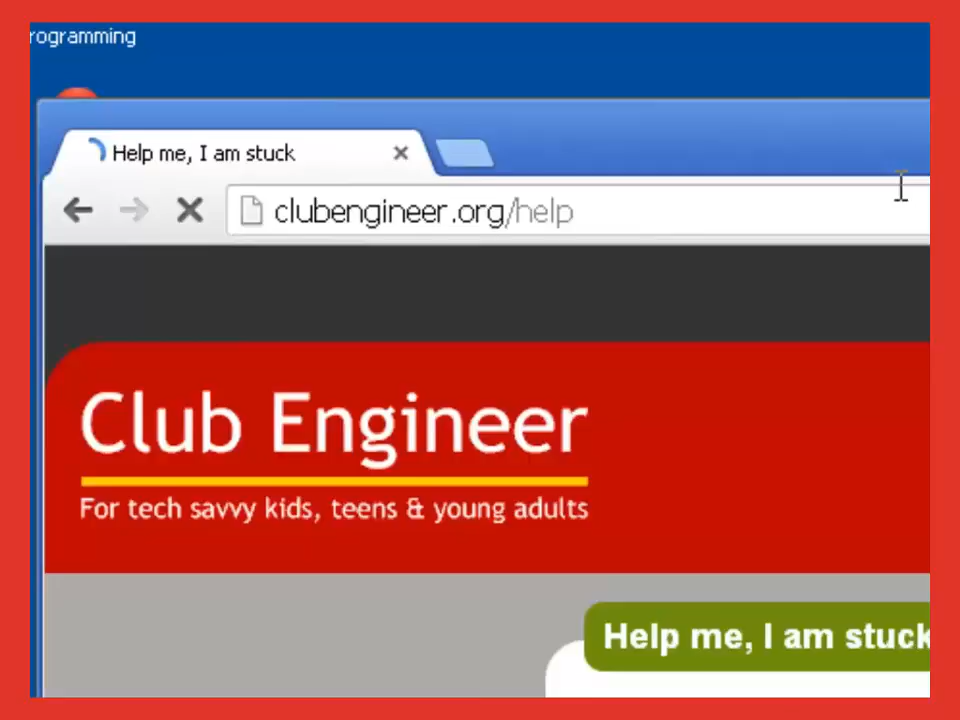 rogramming
Help me, I am stuck
clubengineer.org/help
Club Engineer
For tech savvy kids, teens & young adults
Help me, I am stuck